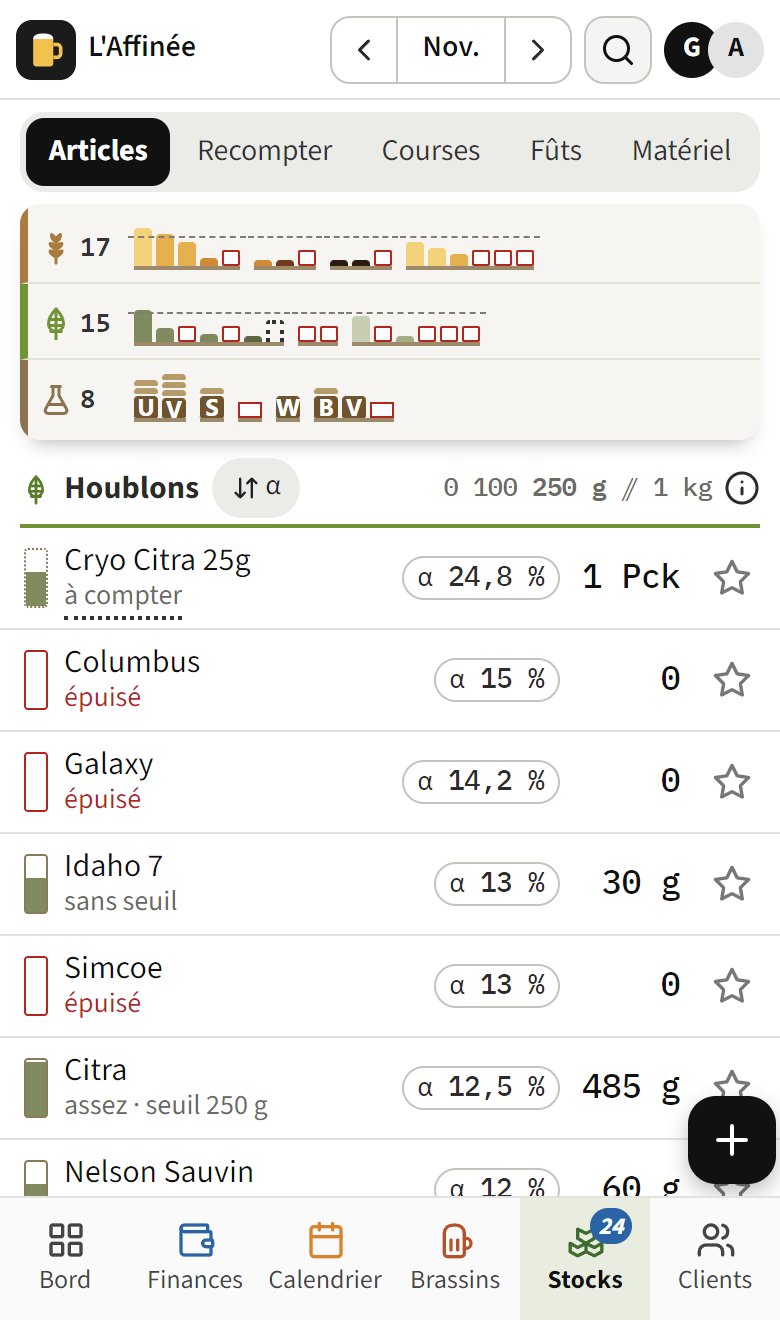 L'Affinée
Nov.
G A
Articles Recompter Courses Fûts Matériel
17
15
8 U V S W B V
Houblons α 0 100 250 g // 1 kg
Cryo Citra 25g α 24,8 % 1 Pck
à compter
Columbus α 15 % 0
épuisé
Galaxy α 14,2 % 0
épuisé
Idaho 7 α 13 % 30 g
sans seuil
Simcoe α 13 % 0
épuisé
Citra α 12,5 % 485 g
assez · seuil 250 g
Nelson Sauvin α 12 % 60 g
24
Bord Finances Calendrier Brassins Stocks Clients